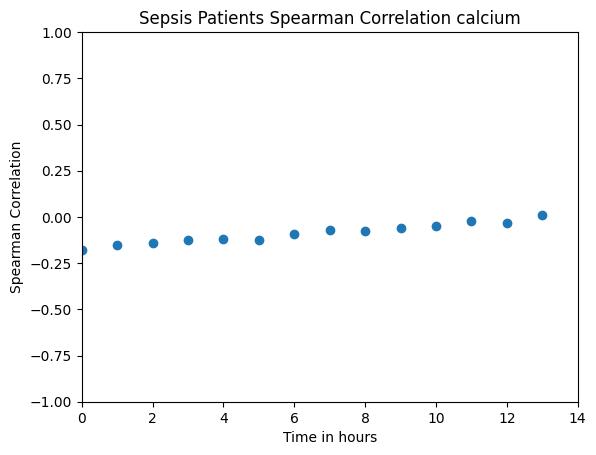 Sepsis Patients Spearman Correlation calcium
1.00
0.75
0.50
0.25
0.00
−0.25
−0.50
−0.75
−1.00
Spearman Correlation
0 2 4 6 8 10 12 14
Time in hours